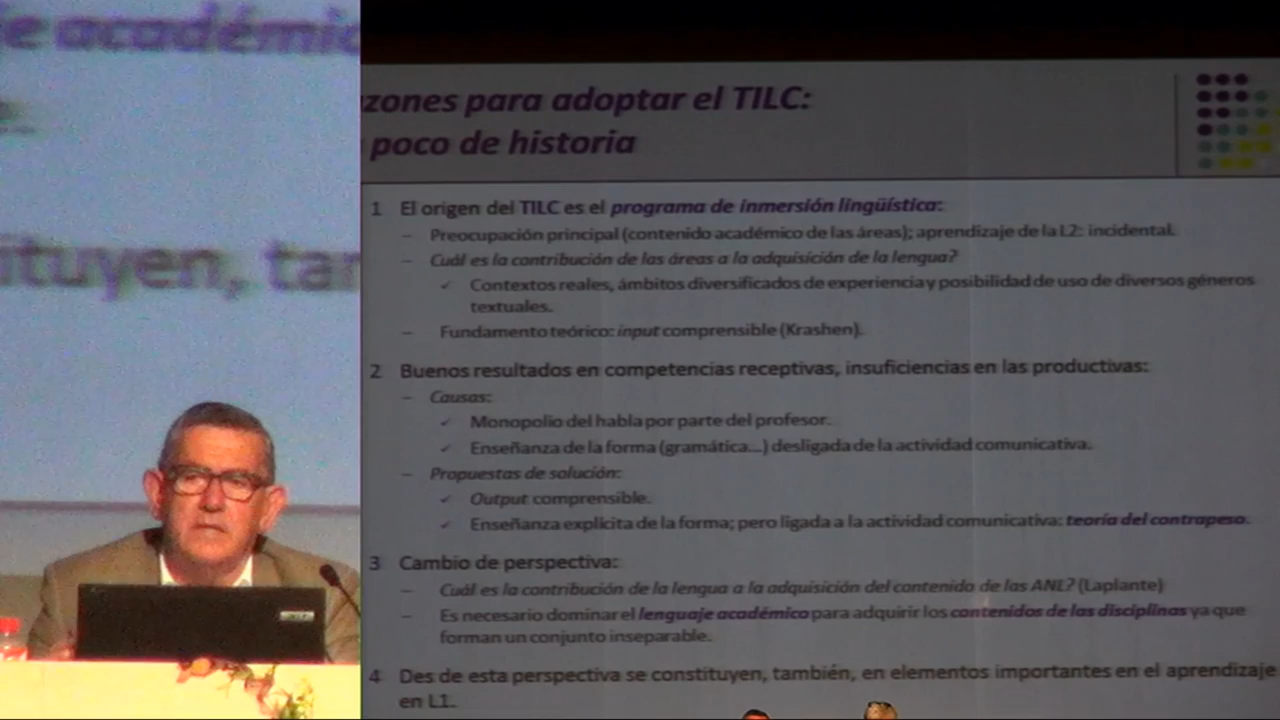 je académic
ituyen, tar
acer
zones para adoptar el TILC:
poco de historia
1 El origen del TILC es el programa de inmersión lingüística:
– Preocupación principal (contenido académico de las áreas); aprendizaje de la L2: incidental.
– Cuál es la contribución de las áreas a la adquisición de la lengua?
✓ Contextos reales, ámbitos diversificados de experiencia y posibilidad de uso de diversos géneros
textuales.
– Fundamento teórico: input comprensible (Krashen).
2 Buenos resultados en competencias receptivas, insuficiencias en las productivas:
– Causas:
✓ Monopolio del habla por parte del profesor.
✓ Enseñanza de la forma (gramática...) desligada de la actividad comunicativa.
– Propuestas de solución:
✓ Output comprensible.
✓ Enseñanza explicita de la forma; pero ligada a la actividad comunicativa: teoría del contrapeso.
3 Cambio de perspectiva:
– Cuál es la contribución de la lengua a la adquisición del contenido de las ANL? (Laplante)
– Es necesario dominar el lenguaje académico para adquirir los contenidos de las disciplinas ya que
forman un conjunto inseparable.
4 Des de esta perspectiva se constituyen, también, en elementos importantes en el aprendizaje
en L1.